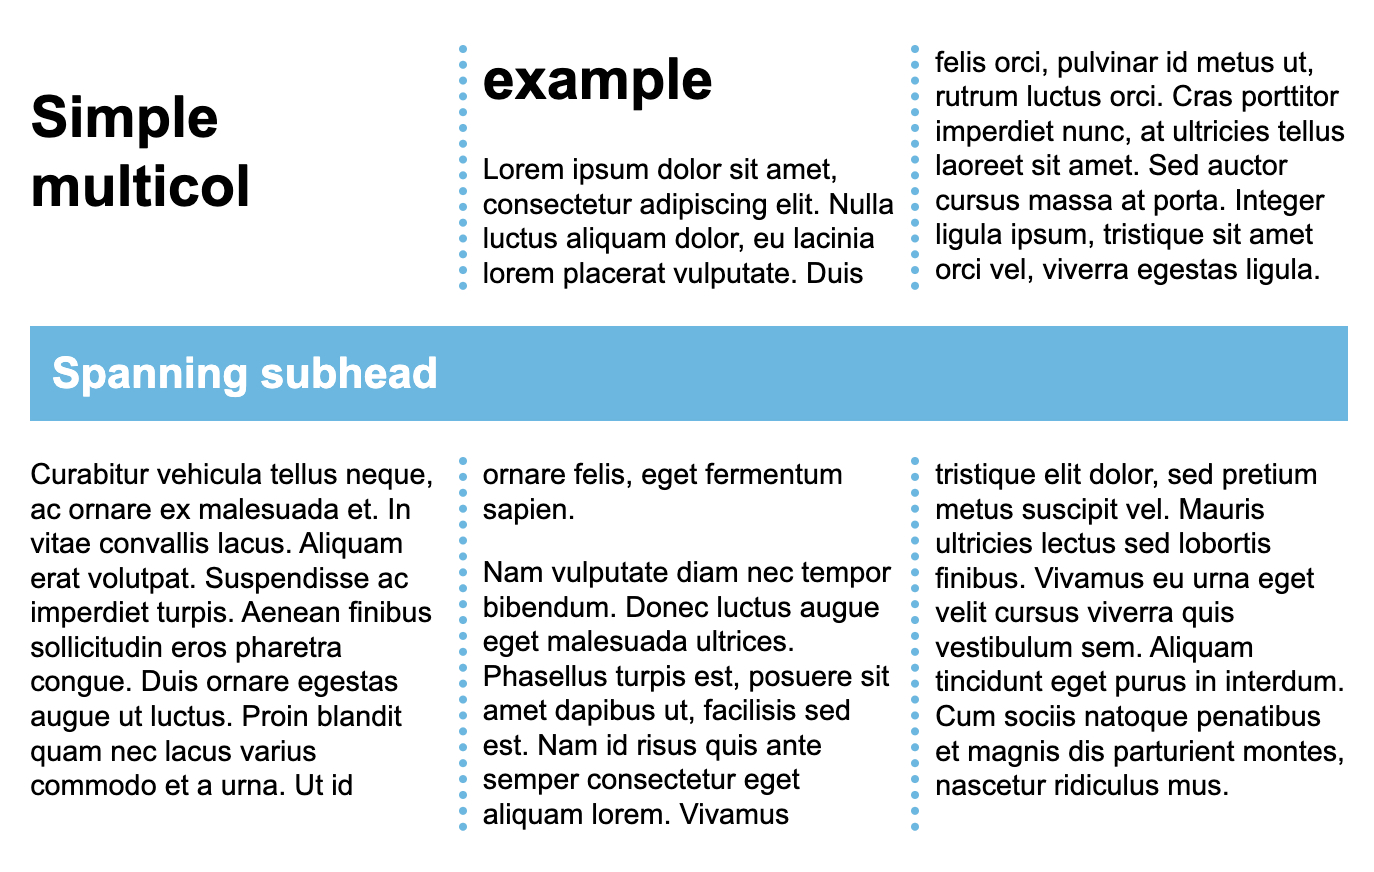 Simple
multicol
example
Lorem ipsum dolor sit amet,
consectetur adipiscing elit. Nulla
luctus aliquam dolor, eu lacinia
lorem placerat vulputate. Duis
felis orci, pulvinar id metus ut,
rutrum luctus orci. Cras porttitor
imperdiet nunc, at ultricies tellus
laoreet sit amet. Sed auctor
cursus massa at porta. Integer
ligula ipsum, tristique sit amet
orci vel, viverra egestas ligula.
Spanning subhead
Curabitur vehicula tellus neque,
ac ornare ex malesuada et. In
vitae convallis lacus. Aliquam
erat volutpat. Suspendisse ac
imperdiet turpis. Aenean finibus
sollicitudin eros pharetra
congue. Duis ornare egestas
augue ut luctus. Proin blandit
quam nec lacus varius
commodo et a urna. Ut id
ornare felis, eget fermentum
sapien.
Nam vulputate diam nec tempor
bibendum. Donec luctus augue
eget malesuada ultrices.
Phasellus turpis est, posuere sit
amet dapibus ut, facilisis sed
est. Nam id risus quis ante
semper consectetur eget
aliquam lorem. Vivamus
tristique elit dolor, sed pretium
metus suscipit vel. Mauris
ultricies lectus sed lobortis
finibus. Vivamus eu urna eget
velit cursus viverra quis
vestibulum sem. Aliquam
tincidunt eget purus in interdum.
Cum sociis natoque penatibus
et magnis dis parturient montes,
nascetur ridiculus mus.